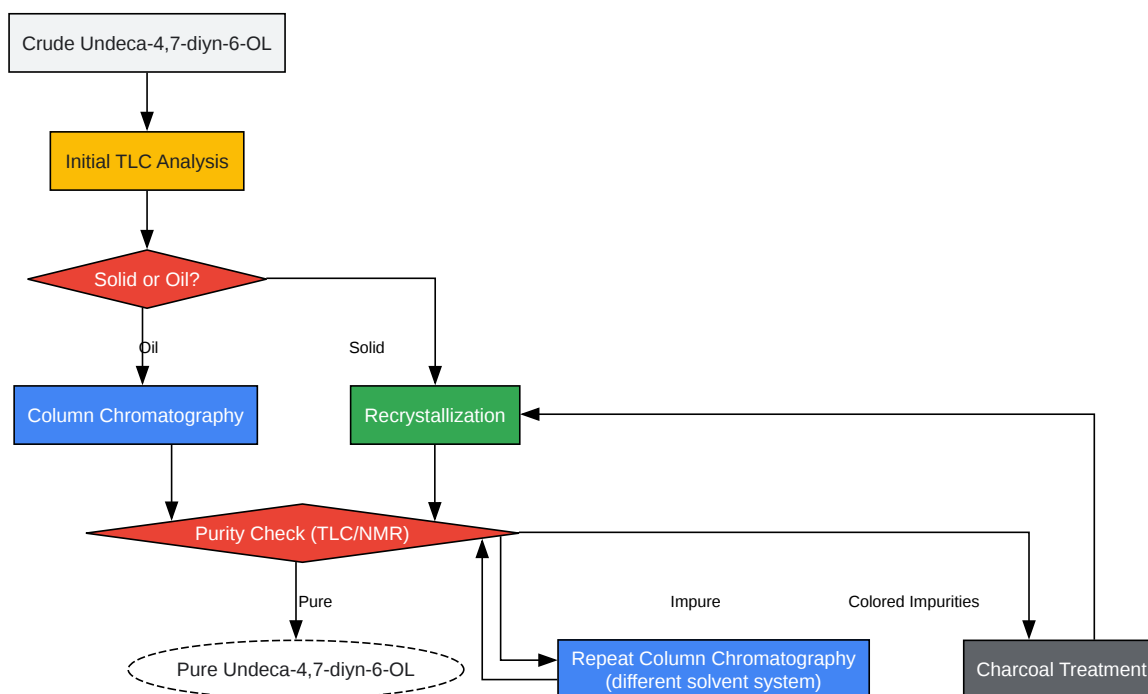 Crude Undeca-4,7-diyn-6-OL
Initial TLC Analysis
Solid or Oil?
Oil
Solid
Column Chromatography
Recrystallization
Purity Check (TLC/NMR)
Pure
Impure
Colored Impurities
Pure Undeca-4,7-diyn-6-OL
Repeat Column Chromatography
(different solvent system)
Charcoal Treatment